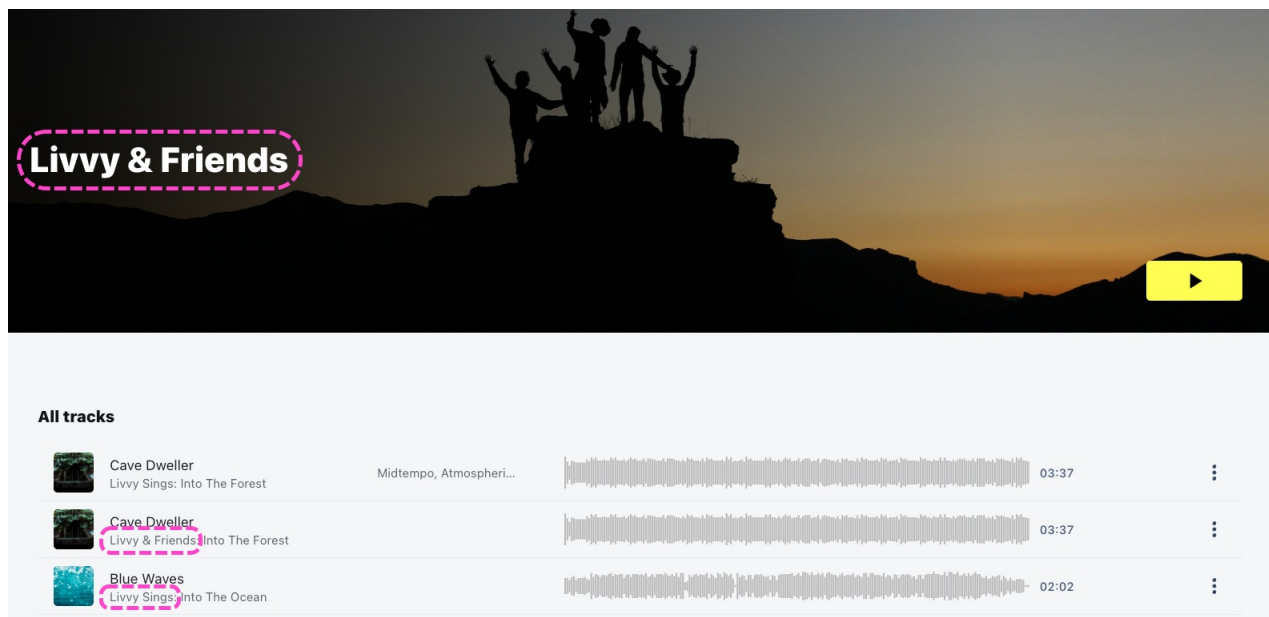 Livvy & Friends
All tracks
Cave Dweller
Livvy Sings: Into The Forest
Midtempo, Atmospheri...
03:37
Cave Dweller
Livvy & Friends: Into The Forest
03:37
Blue Waves
Livvy Sings: Into The Ocean
02:02